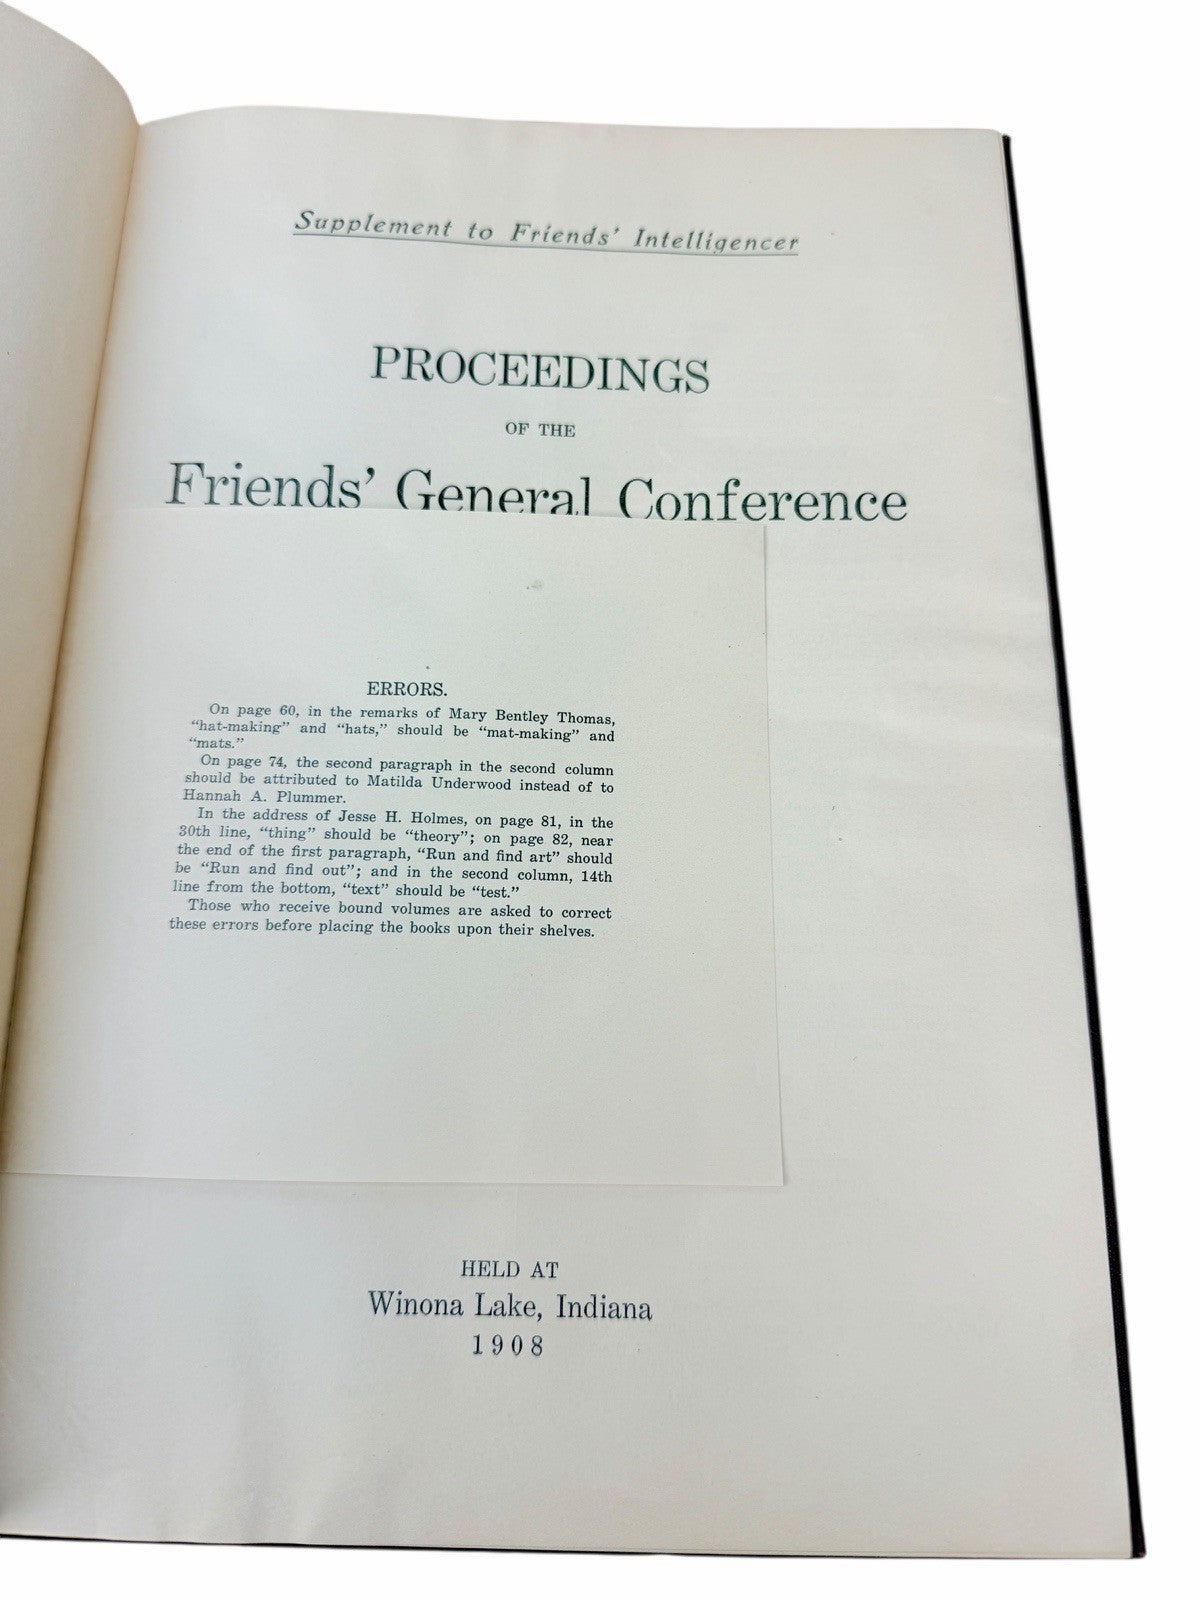 Supplement to Friends' Intelligencer
PROCEEDINGS
OF THE
Friends' General Conference
ERRORS.
On page 60, in the remarks of Mary Bentley Thomas,
"hat-making" and "hats," should be "mat-making" and
"mats."
On page 74, the second paragraph in the second column
should be attributed to Matilda Underwood instead of to
Hannah A. Plummer.
In the address of Jesse H. Holmes, on page 81, in the
30th line, "thing" should be "theory"; on page 82, near
the end of the first paragraph, "Run and find art" should
be "Run and find out"; and in the second column, 14th
line from the bottom, "text" should be "test."
Those who receive bound volumes are asked to correct
these errors before placing the books upon their shelves.
HELD AT
Winona Lake, Indiana
1908